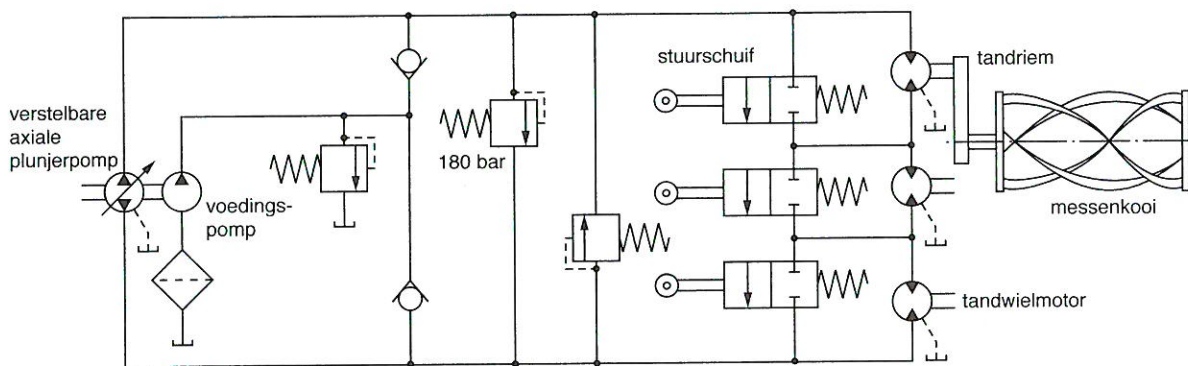 verstelbare
axiale
plunjerpomp
voedings-
pomp
180 bar
stuurschuif
tandriem
messenkooi
tandwielmotor